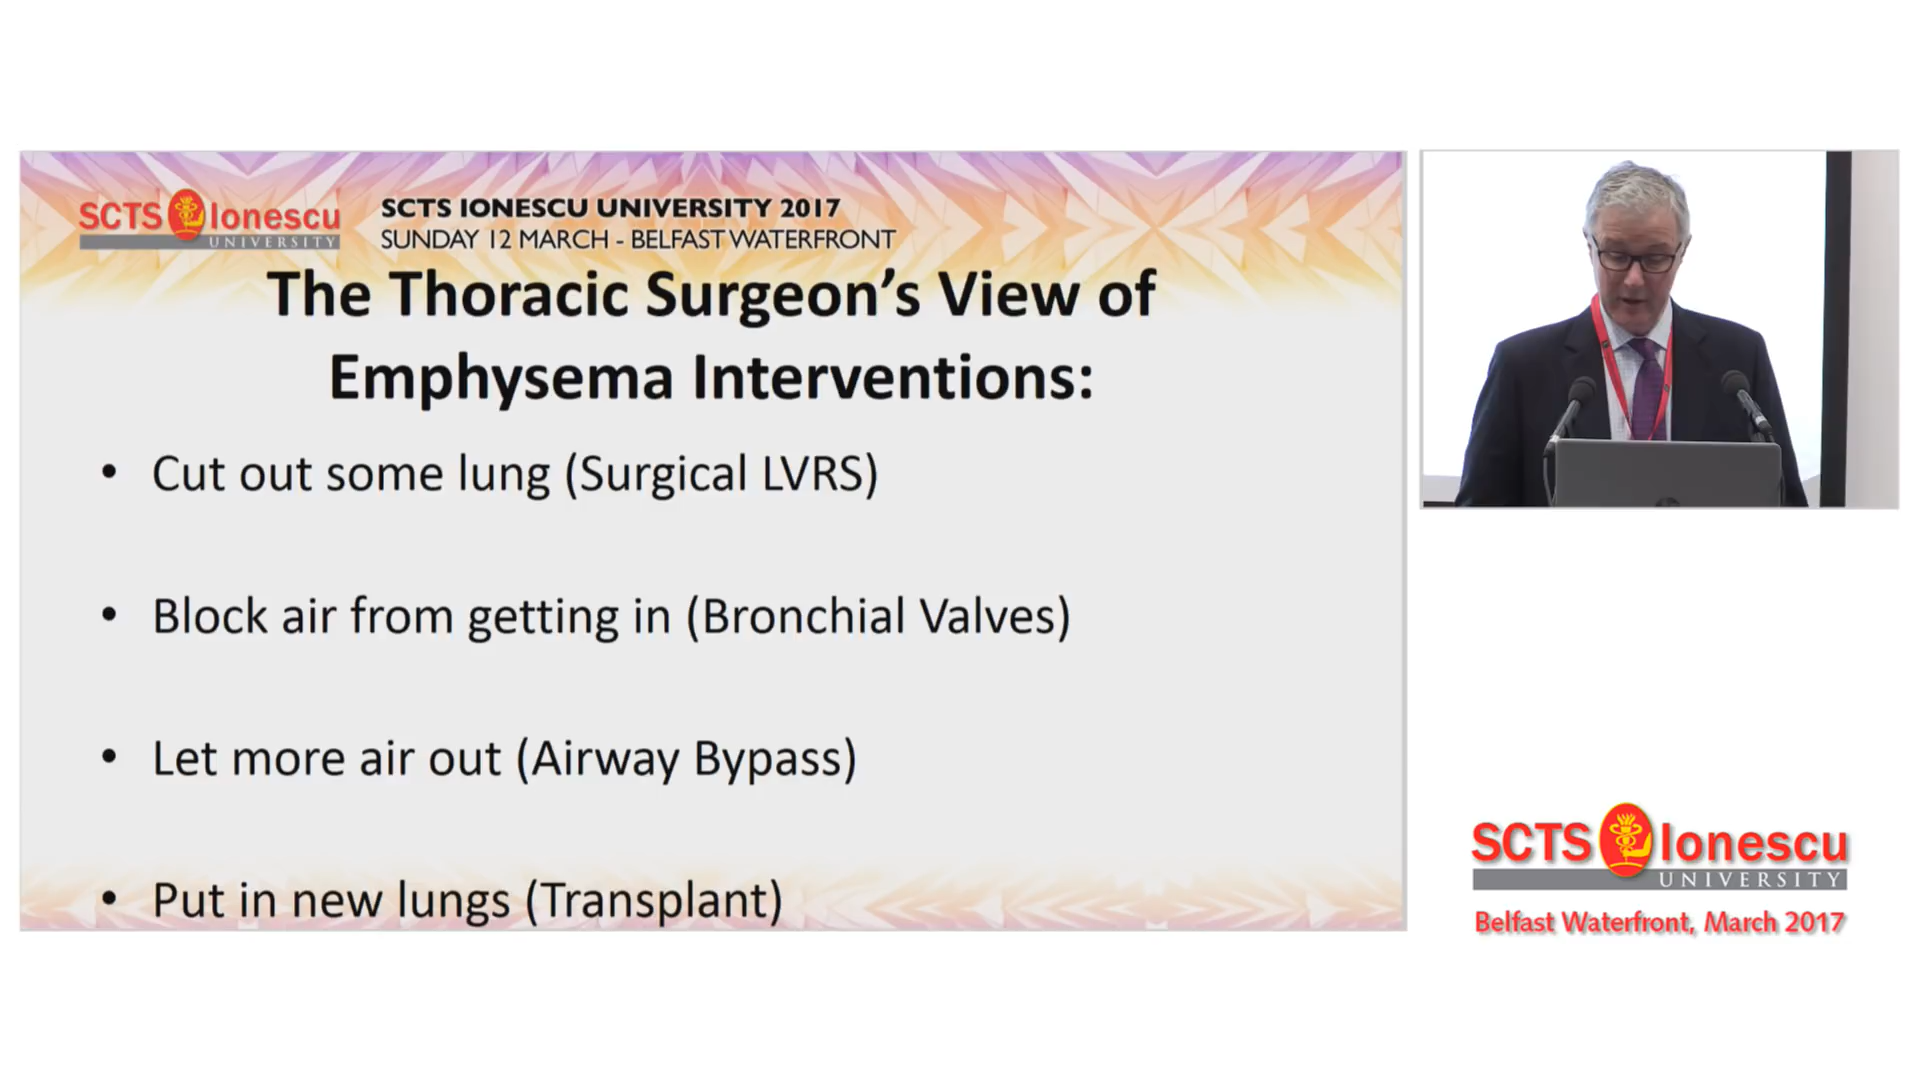 SCTS Ionescu
UNIVERSITY
SCTS IONESCU UNIVERSITY 2017
SUNDAY 12 MARCH - BELFAST WATERFRONT
The Thoracic Surgeon’s View of
Emphysema Interventions:
• Cut out some lung (Surgical LVRS)
• Block air from getting in (Bronchial Valves)
• Let more air out (Airway Bypass)
• Put in new lungs (Transplant)
SCTS Ionescu
UNIVERSITY
Belfast Waterfront, March 2017